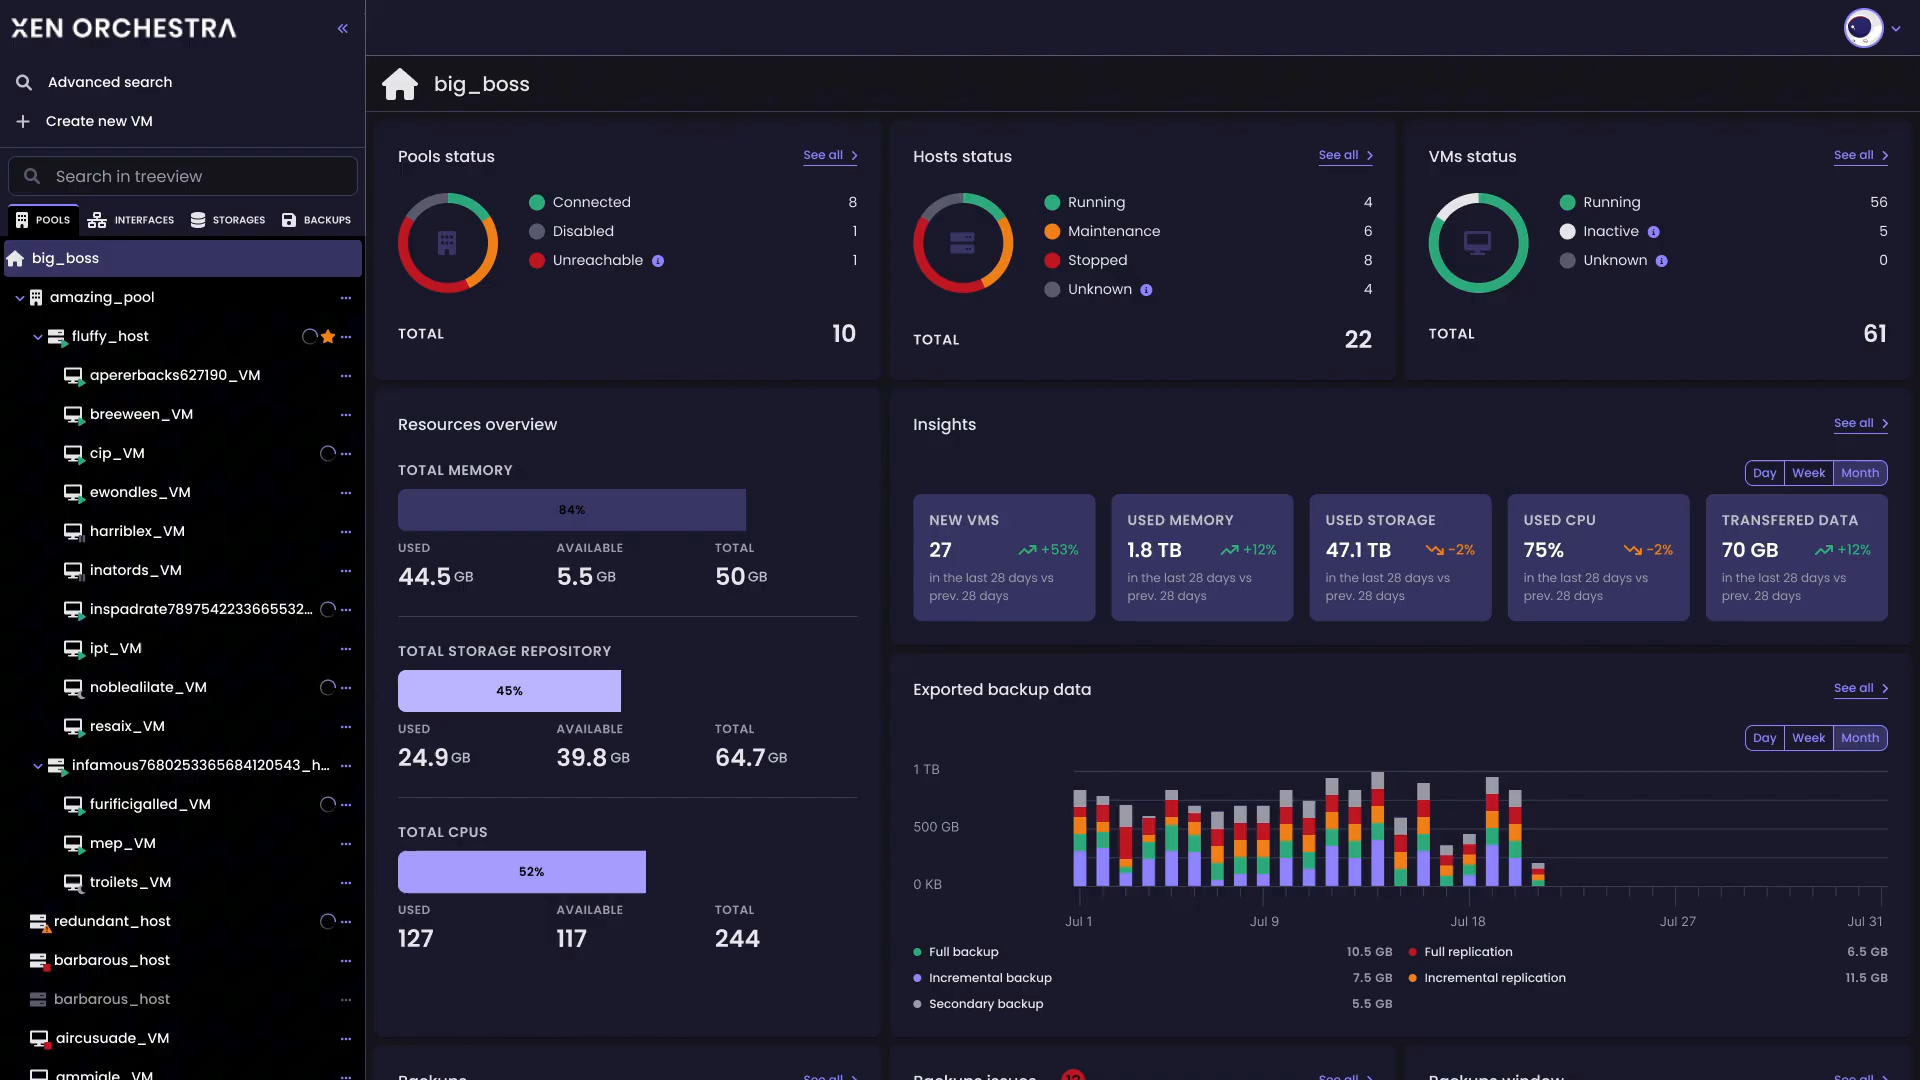 XEN ORCHESTRA
Advanced search
Create new VM
Search in treeview
POOLS
INTERFACES
STORAGES
BACKUPS
big_boss
amazing_pool
fluffy_host
apererbacks627190_VM
breeween_VM
cip_VM
ewondles_VM
harriblex_VM
inatords_VM
inspadrate7897542233665532...
ipt_VM
noblealilate_VM
resaix_VM
infamous7680253365684120543_h...
furificigalled_VM
mep_VM
troilets_VM
redundant_host
barbarous_host
barbarous_host
aircusuade_VM
ammigle_VM
big_boss
Pools status
See all
Connected 8
Disabled 1
Unreachable 1
TOTAL 10
Hosts status
See all
Running 4
Maintenance 6
Stopped 8
Unknown 4
TOTAL 22
VMs status
See all
Running 56
Inactive 5
Unknown 0
TOTAL 61
Resources overview
TOTAL MEMORY
84%
USED AVAILABLE TOTAL
44.5 GB 5.5 GB 50 GB
TOTAL STORAGE REPOSITORY
45%
USED AVAILABLE TOTAL
24.9 GB 39.8 GB 64.7 GB
TOTAL CPUS
52%
USED AVAILABLE TOTAL
127 117 244
Insights
See all
Day Week Month
NEW VMS
27 +53%
in the last 28 days vs
prev. 28 days
USED MEMORY
1.8 TB +12%
in the last 28 days vs
prev. 28 days
USED STORAGE
47.1 TB -2%
in the last 28 days vs
prev. 28 days
USED CPU
75% -2%
in the last 28 days vs
prev. 28 days
TRANSFERED DATA
70 GB +12%
in the last 28 days vs
prev. 28 days
Exported backup data
See all
Day Week Month
1 TB
500 GB
0 KB
Jul 1 Jul 9 Jul 18 Jul 27 Jul 31
Full backup 10.5 GB
Full replication 6.5 GB
Incremental backup 7.5 GB
Incremental replication 11.5 GB
Secondary backup 5.5 GB
Backups
See all
Backups issues
See all
Backups window
See all